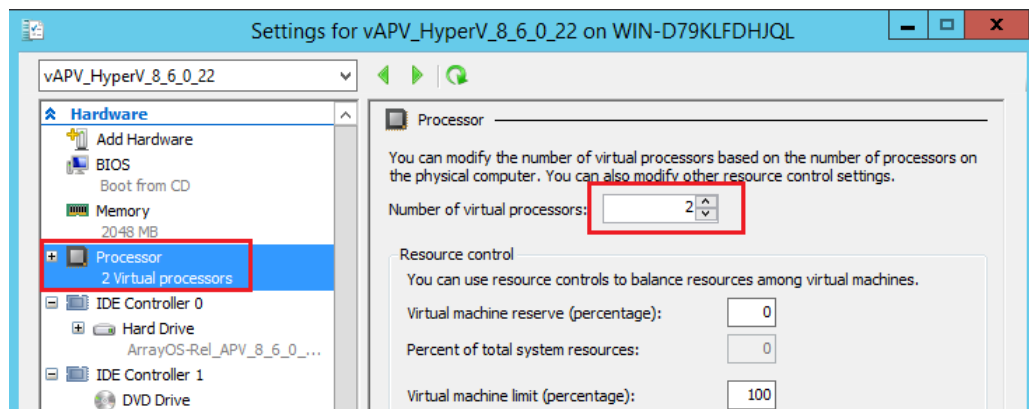 Settings for vAPV_HyperV_8_6_0_22 on WIN-D79KLFDHJQL
vAPV_HyperV_8_6_0_22
Hardware
Add Hardware
BIOS
Boot from CD
Memory
2048 MB
Processor
2 Virtual processors
IDE Controller 0
Hard Drive
ArrayOS-Rel_APV_8_6_0_...
IDE Controller 1
DVD Drive
Processor
You can modify the number of virtual processors based on the number of processors on
the physical computer. You can also modify other resource control settings.
Number of virtual processors: 2
Resource control
You can use resource controls to balance resources among virtual machines.
Virtual machine reserve (percentage): 0
Percent of total system resources: 0
Virtual machine limit (percentage): 100